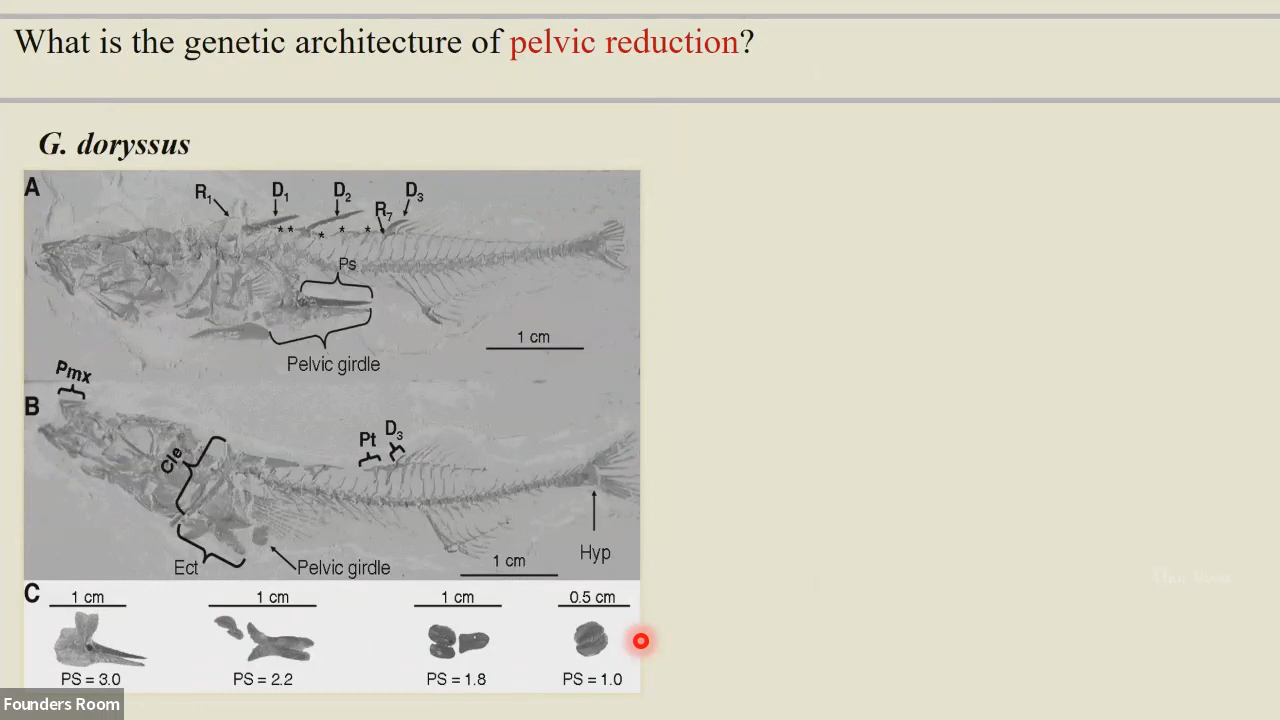 What is the genetic architecture of pelvic reduction?
G. doryssus
A
R1
D1
D2
R7
D3
** * * *
Ps
1 cm
Pelvic girdle
Pmx
B
Cle
Pt
D3
Ect
Pelvic girdle
1 cm
Hyp
C
1 cm 1 cm 1 cm 0.5 cm
PS = 3.0 PS = 2.2 PS = 1.8 PS = 1.0
Founders Room